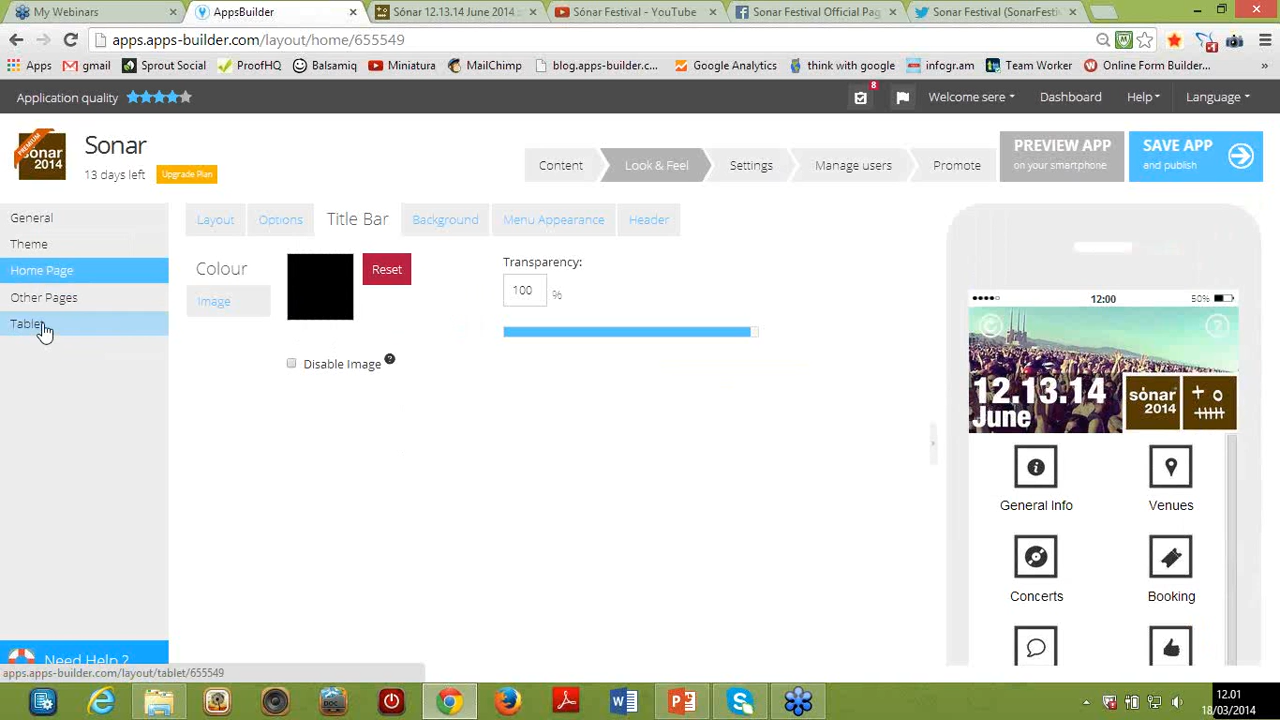 My Webinars
AppsBuilder
Sónar 12.13.14 June 2014
Sónar Festival – YouTube
Sonar Festival Official Pag
Sonar Festival (SonarFesti
apps.apps-builder.com/layout/home/655549
Apps
gmail
Sprout Social
ProofHQ
Balsamiq
Miniatura
MailChimp
blog.apps-builder.c...
Google Analytics
think with google
infogr.am
Team Worker
Online Form Builder...
»
Application quality
8
Welcome sere
Dashboard
Help
Language
PREMIUM
sonar
2014
Sonar
13 days left
Upgrade Plan
Content
Look & Feel
Settings
Manage users
Promote
PREVIEW APP
on your smartphone
SAVE APP
and publish
General
Theme
Home Page
Other Pages
Tablet
Layout
Options
Title Bar
Background
Menu Appearance
Header
Colour
Reset
Image
Transparency:
100
%
Disable Image
?
12:00
50%
12.13.14
June
sónar
2014
General Info
Venues
Concerts
Booking
Need Help ?
apps.apps-builder.com/layout/tablet/655549
12.01
18/03/2014